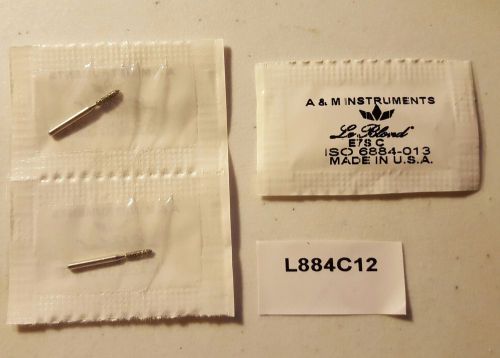 A & M INSTRUMENTS
Le Blond®
E7S C
ISO 6884-013
MADE IN U.S.A.
L884C12